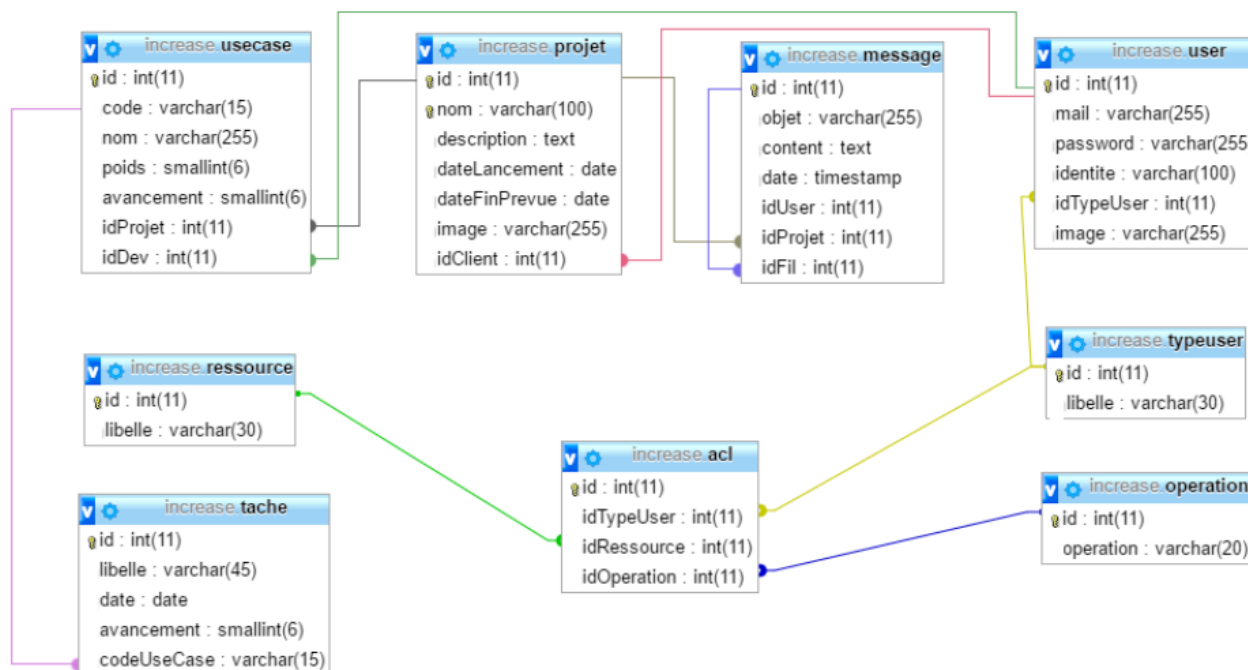 increase.usecase
id : int(11)
code : varchar(15)
nom : varchar(255)
poids : smallint(6)
avancement : smallint(6)
idProjet : int(11)
idDev : int(11)
increase.projet
id : int(11)
nom : varchar(100)
description : text
dateLancement : date
dateFinPrevue : date
image : varchar(255)
idClient : int(11)
increase.message
id : int(11)
objet : varchar(255)
content : text
date : timestamp
idUser : int(11)
idProjet : int(11)
idFil : int(11)
increase.user
id : int(11)
mail : varchar(255)
password : varchar(255
identite : varchar(100)
idTypeUser : int(11)
image : varchar(255)
increase.ressource
id : int(11)
libelle : varchar(30)
increase.typeuser
id : int(11)
libelle : varchar(30)
increase.acl
id : int(11)
idTypeUser : int(11)
idRessource : int(11)
idOperation : int(11)
increase.operation
id : int(11)
operation : varchar(20)
increase.tache
id : int(11)
libelle : varchar(45)
date : date
avancement : smallint(6)
codeUseCase : varchar(15)